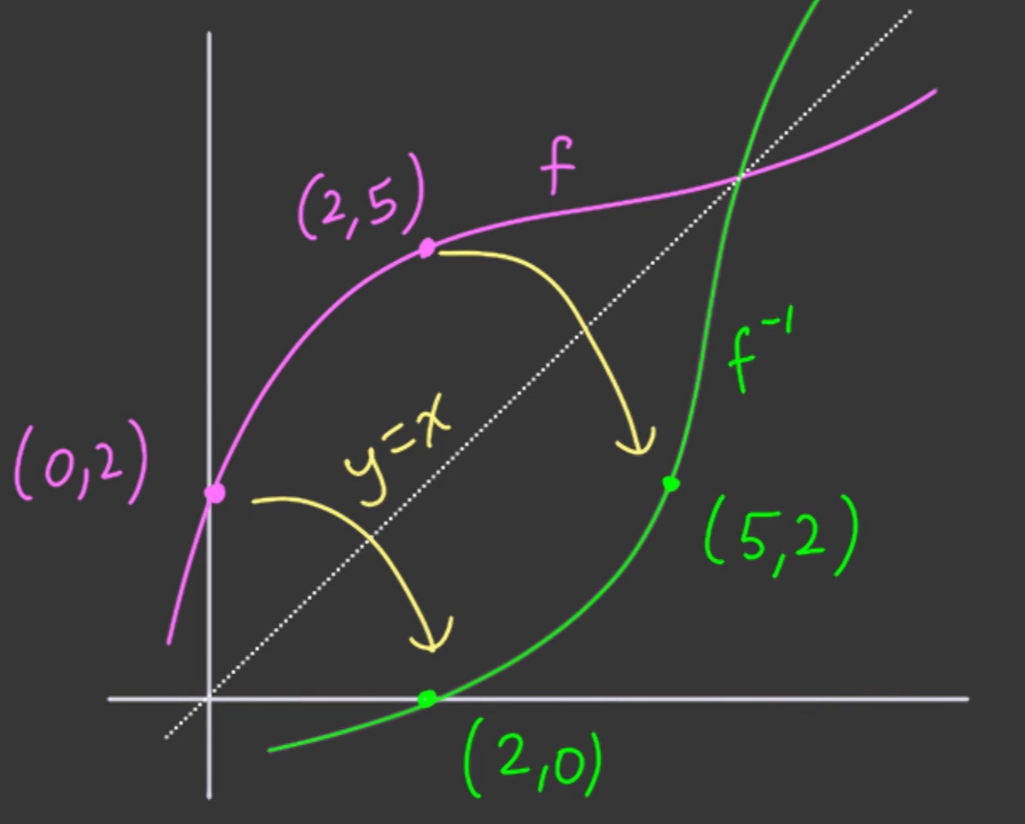 f
(2,5)
f⁻¹
y=x
(0,2)
(5,2)
(2,0)